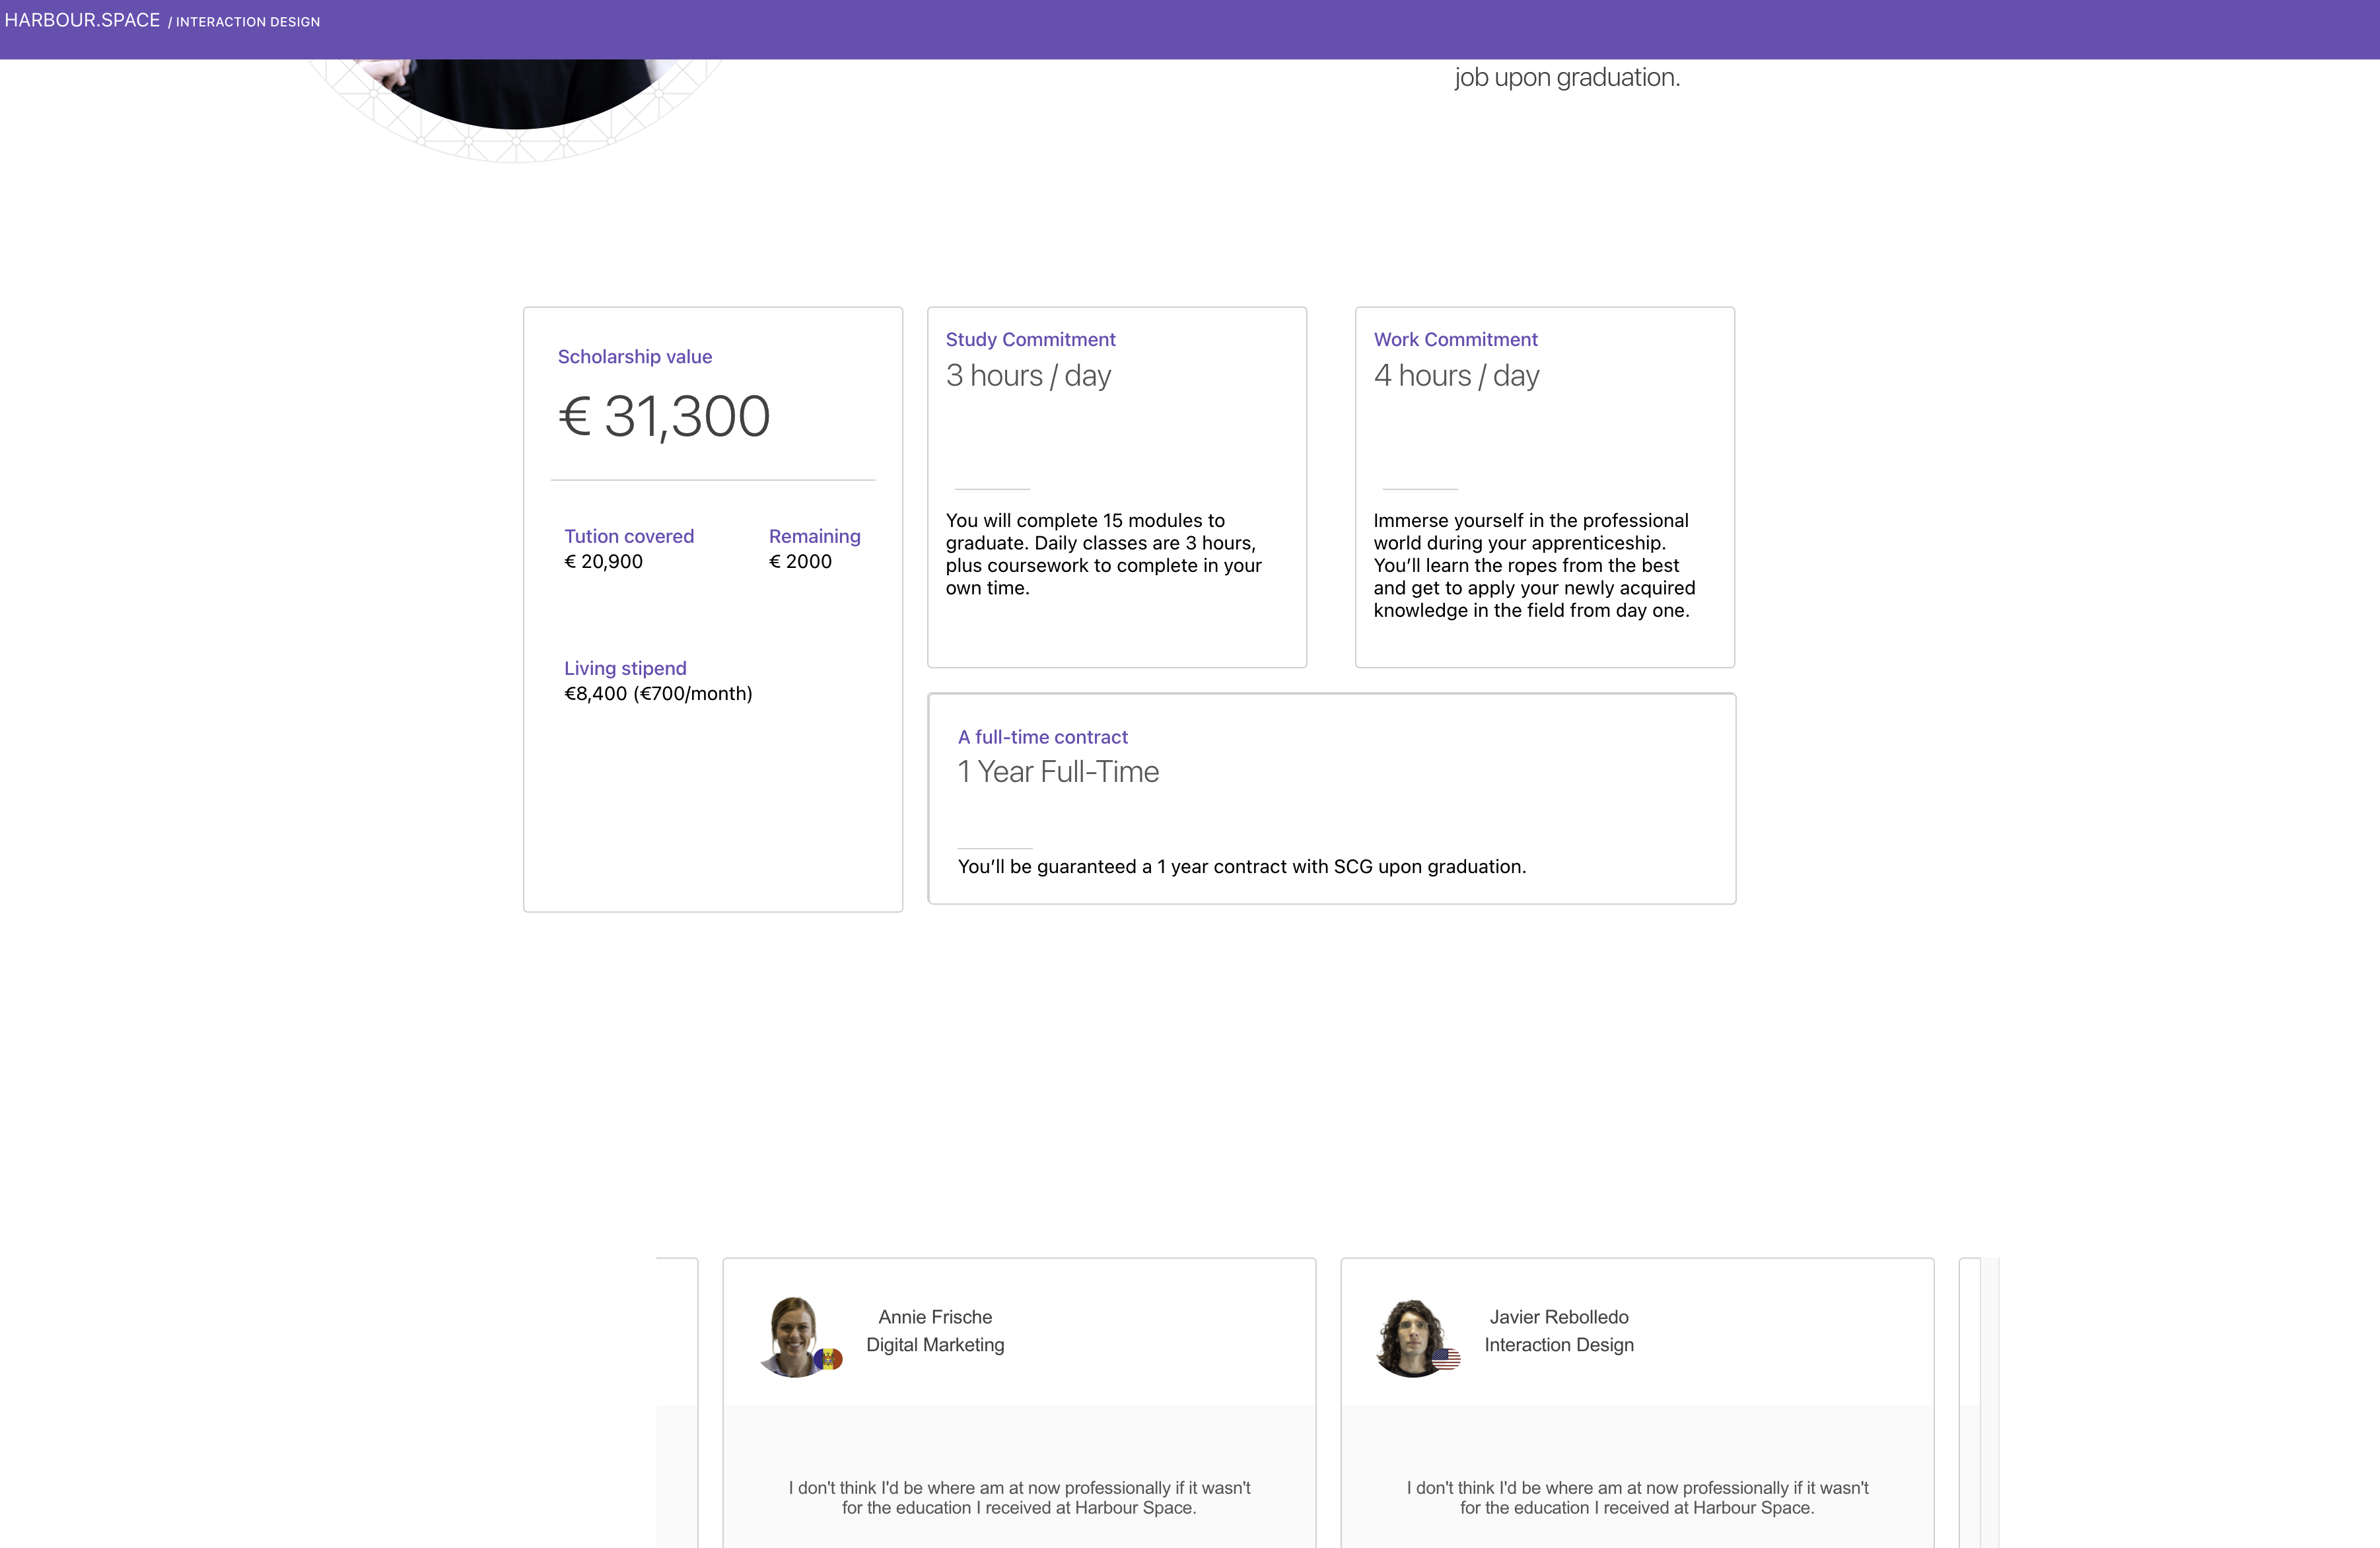 HARBOUR.SPACE / INTERACTION DESIGN
job upon graduation.
Scholarship value
€ 31,300
Tution covered
€ 20,900
Remaining
€ 2000
Living stipend
€8,400 (€700/month)
Study Commitment
3 hours / day
You will complete 15 modules to
graduate. Daily classes are 3 hours,
plus coursework to complete in your
own time.
Work Commitment
4 hours / day
Immerse yourself in the professional
world during your apprenticeship.
You’ll learn the ropes from the best
and get to apply your newly acquired
knowledge in the field from day one.
A full-time contract
1 Year Full-Time
You’ll be guaranteed a 1 year contract with SCG upon graduation.
Annie Frische
Digital Marketing
I don't think I'd be where am at now professionally if it wasn't
for the education I received at Harbour Space.
Javier Rebolledo
Interaction Design
I don't think I'd be where am at now professionally if it wasn't
for the education I received at Harbour Space.